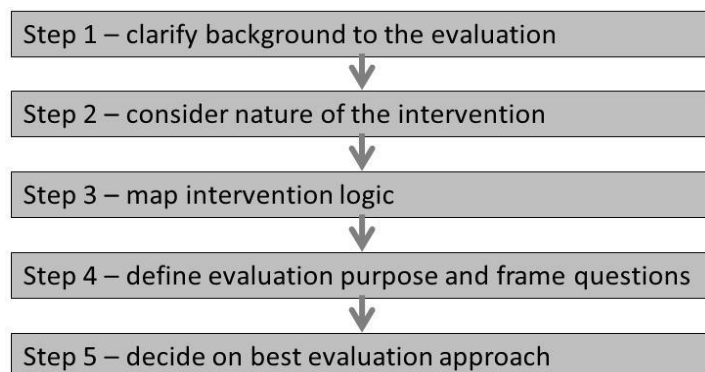 Step 1 – clarify background to the evaluation
Step 2 – consider nature of the intervention
Step 3 – map intervention logic
Step 4 – define evaluation purpose and frame questions
Step 5 – decide on best evaluation approach